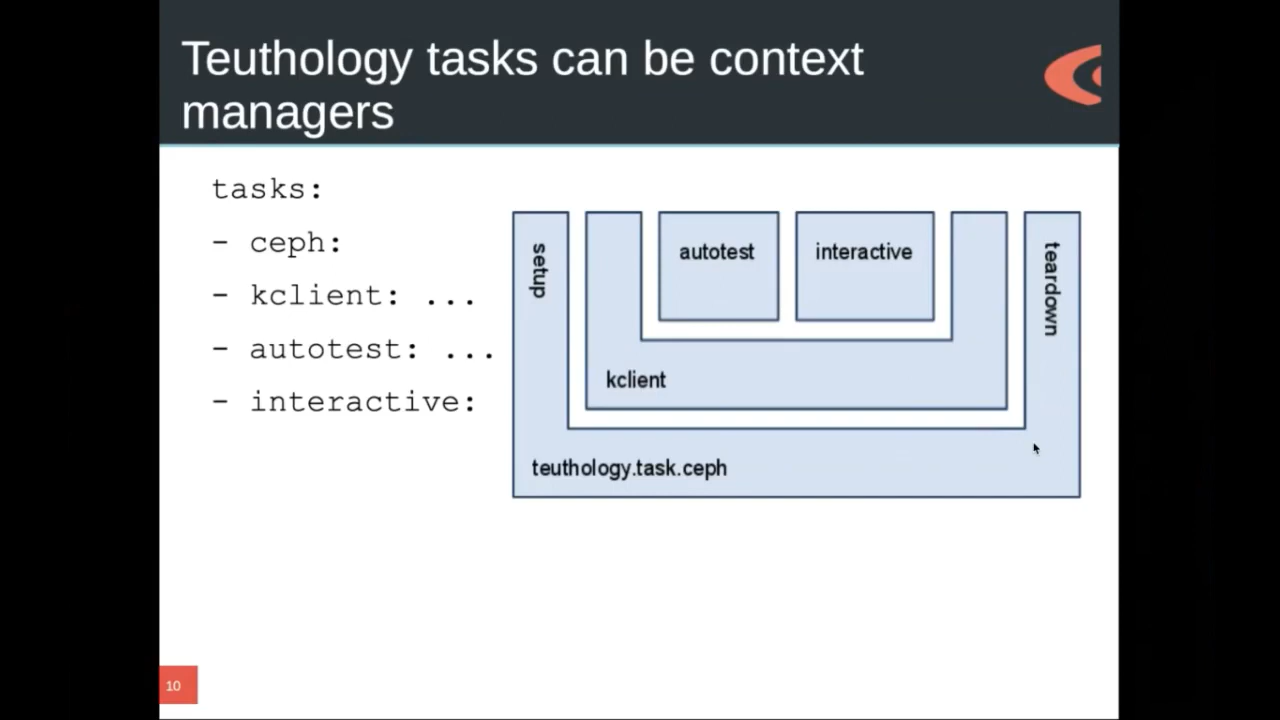 Teuthology tasks can be context
managers
tasks:
- ceph:
- kclient: ...
- autotest: ...
- interactive:
setup
autotest
interactive
teardown
kclient
teuthology.task.ceph
10